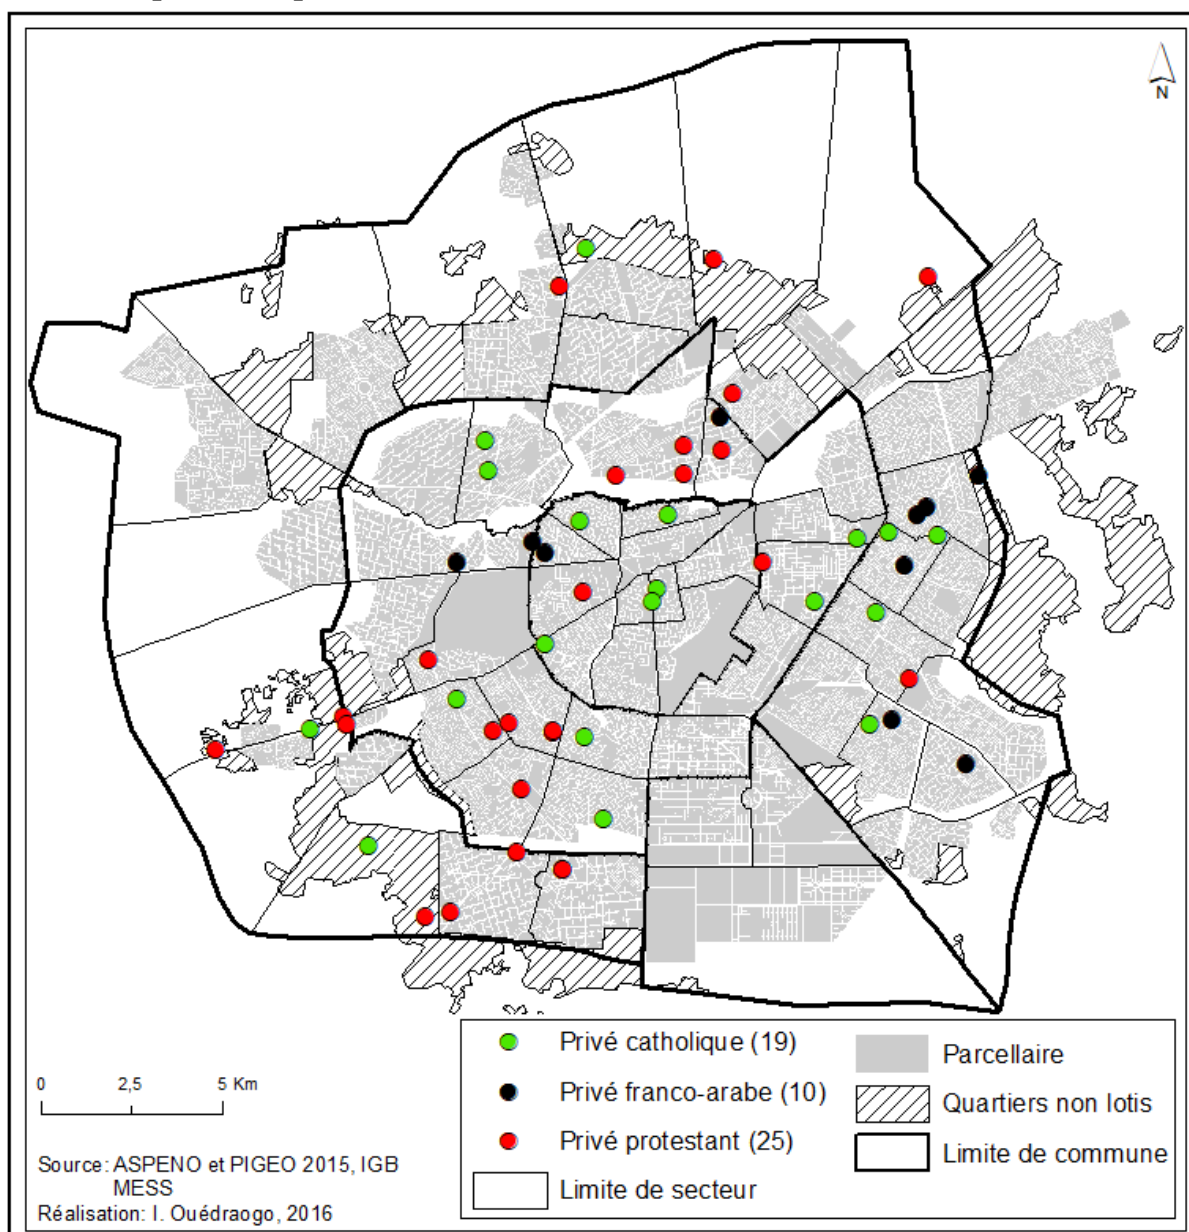 N
Privé catholique (19)
Privé franco-arabe (10)
Privé protestant (25)
Limite de secteur
Parcellaire
Quartiers non lotis
Limite de commune
0 2,5 5 Km
Source: ASPENO et PIGEO 2015, IGB
MESS
Réalisation: I. Ouédraogo, 2016